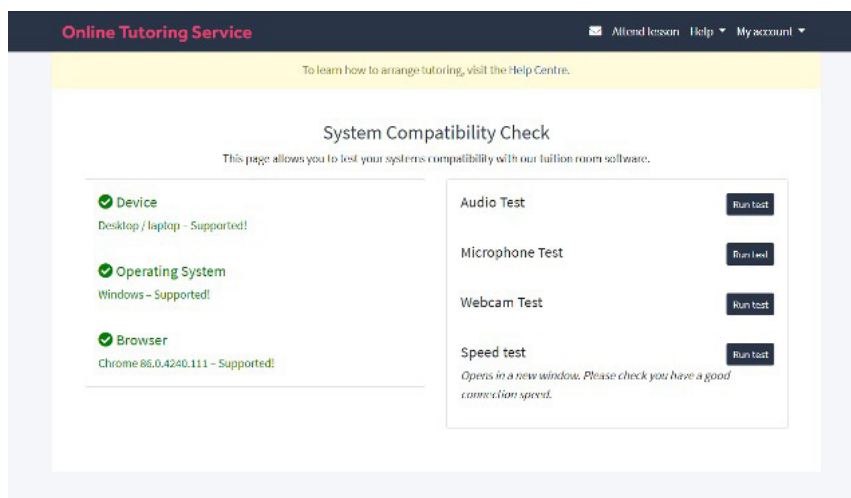 Online Tutoring Service
Attend lesson Help My account
To learn how to arrange tutoring, visit the Help Centre.
System Compatibility Check
This page allows you to test your systems compatibility with our tuition room software.
Device
Desktop / laptop – Supported!
Operating System
Windows – Supported!
Browser
Chrome 86.0.4240.111 – Supported!
Audio Test Run test
Microphone Test Run test
Webcam Test Run test
Speed test Run test
Opens in a new window. Please check you have a good
connection speed.